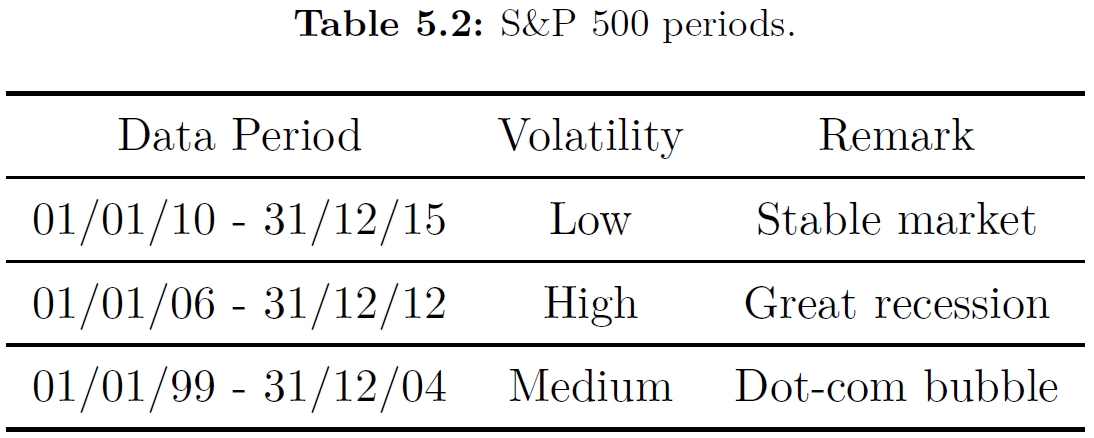 Table 5.2: S&P 500 periods.
Data Period Volatility Remark
01/01/10 - 31/12/15 Low Stable market
01/01/06 - 31/12/12 High Great recession
01/01/99 - 31/12/04 Medium Dot-com bubble